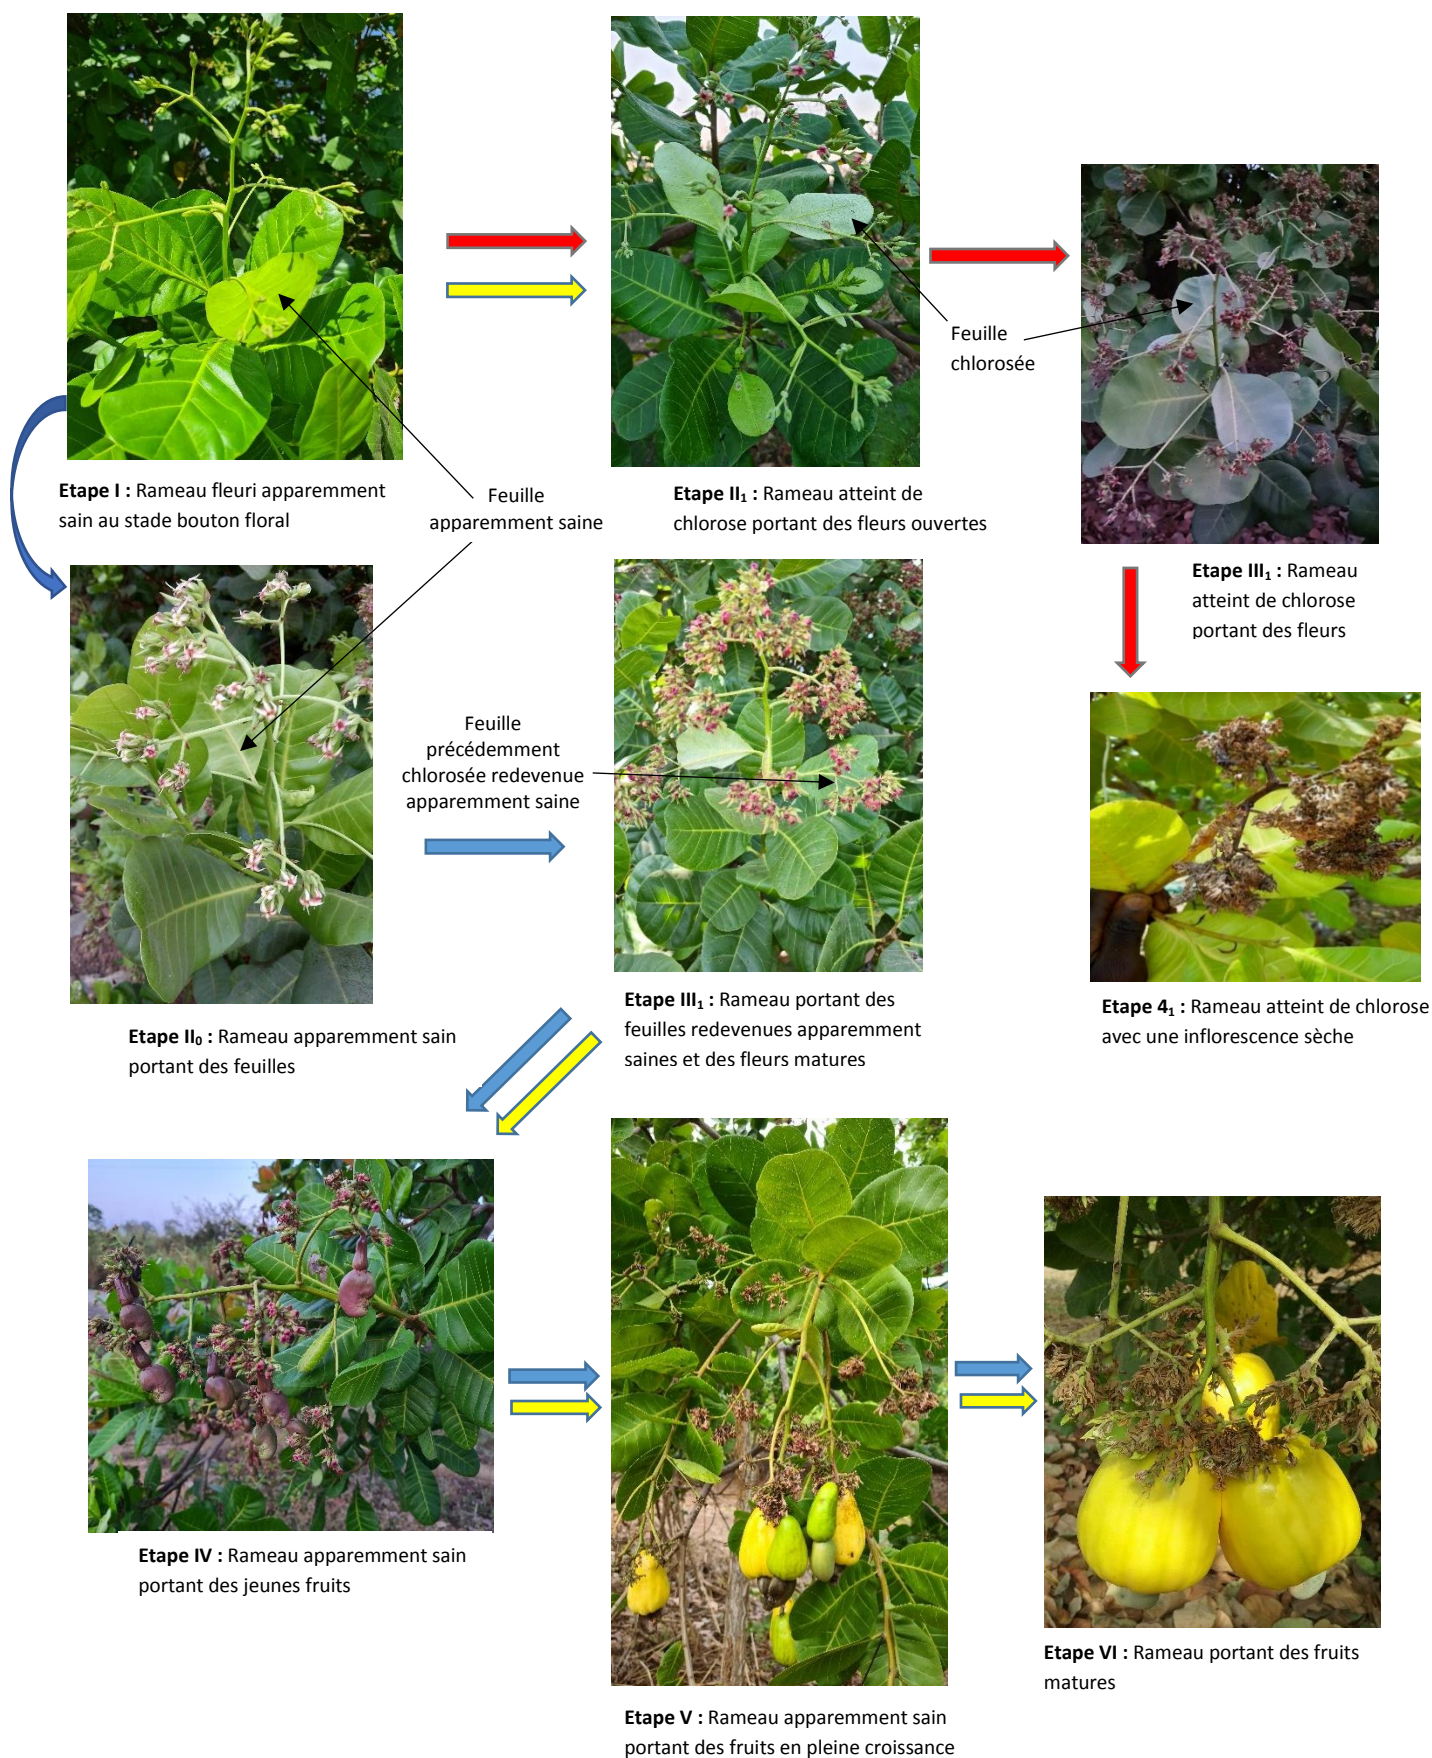 Etape I : Rameau fleuri apparemment
sain au stade bouton floral
Feuille
apparemment saine
Etape II₁ : Rameau atteint de
chlorose portant des fleurs ouvertes
Feuille
chlorosée
Etape III₁ : Rameau
atteint de chlorose
portant des fleurs
Feuille
précédemment
chlorosée redevenue
apparemment saine
Etape II₀ : Rameau apparemment sain
portant des feuilles
Etape III₁ : Rameau portant des
feuilles redevenues apparemment
saines et des fleurs matures
Etape 4₁ : Rameau atteint de chlorose
avec une inflorescence sèche
Etape IV : Rameau apparemment sain
portant des jeunes fruits
Etape V : Rameau apparemment sain
portant des fruits en pleine croissance
Etape VI : Rameau portant des fruits
matures